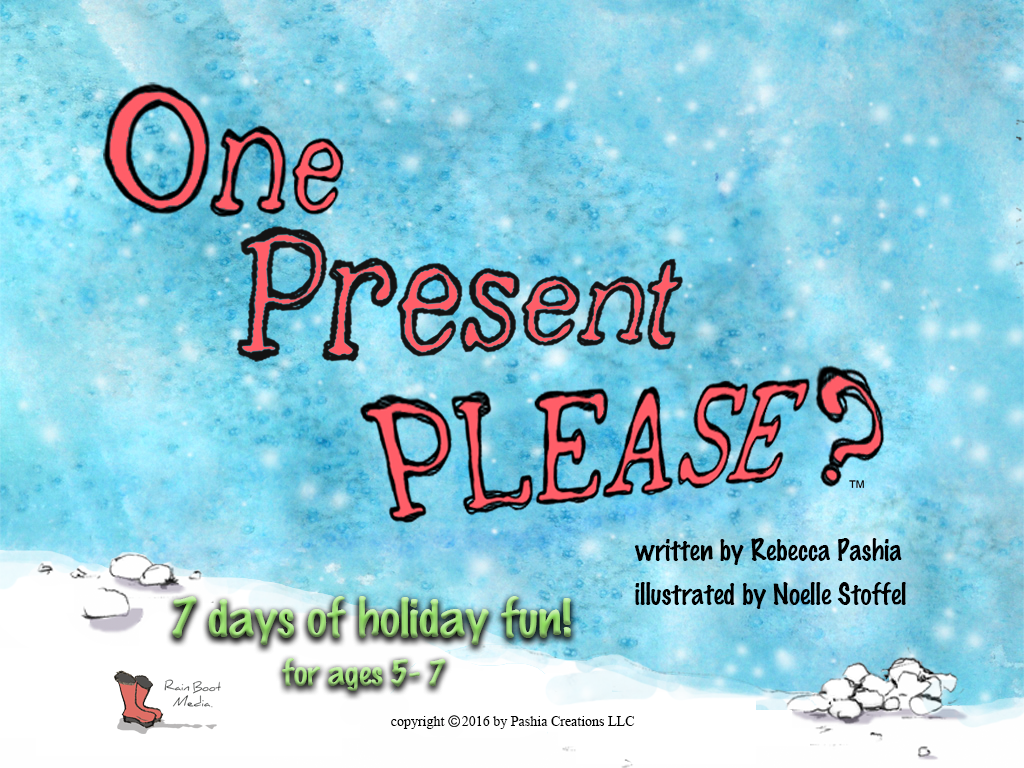 One
Present
PLEASE?
™
written by Rebecca Pashia
illustrated by Noelle Stoffel
7 days of holiday fun!
for ages 5- 7
Rain Boot
Media.
copyright ©2016 by Pashia Creations LLC